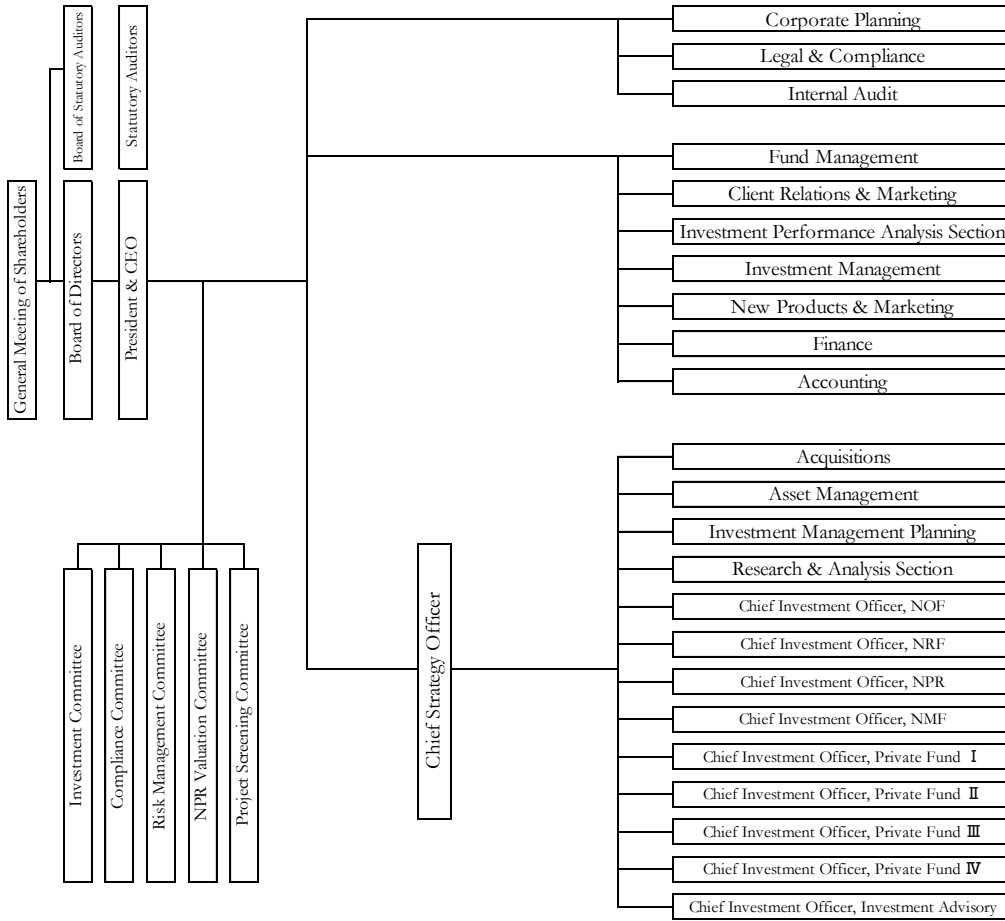 General Meeting of Shareholders
Board of Statutory Auditors
Statutory Auditors
Board of Directors
President & CEO
Investment Committee
Compliance Committee
Risk Management Committee
NPR Valuation Committee
Project Screening Committee
Chief Strategy Officer
Corporate Planning
Legal & Compliance
Internal Audit
Fund Management
Client Relations & Marketing
Investment Performance Analysis Section
Investment Management
New Products & Marketing
Finance
Accounting
Acquisitions
Asset Management
Investment Management Planning
Research & Analysis Section
Chief Investment Officer, NOF
Chief Investment Officer, NRF
Chief Investment Officer, NPR
Chief Investment Officer, NMF
Chief Investment Officer, Private Fund Ⅰ
Chief Investment Officer, Private Fund Ⅱ
Chief Investment Officer, Private Fund Ⅲ
Chief Investment Officer, Private Fund Ⅳ
Chief Investment Officer, Investment Advisory